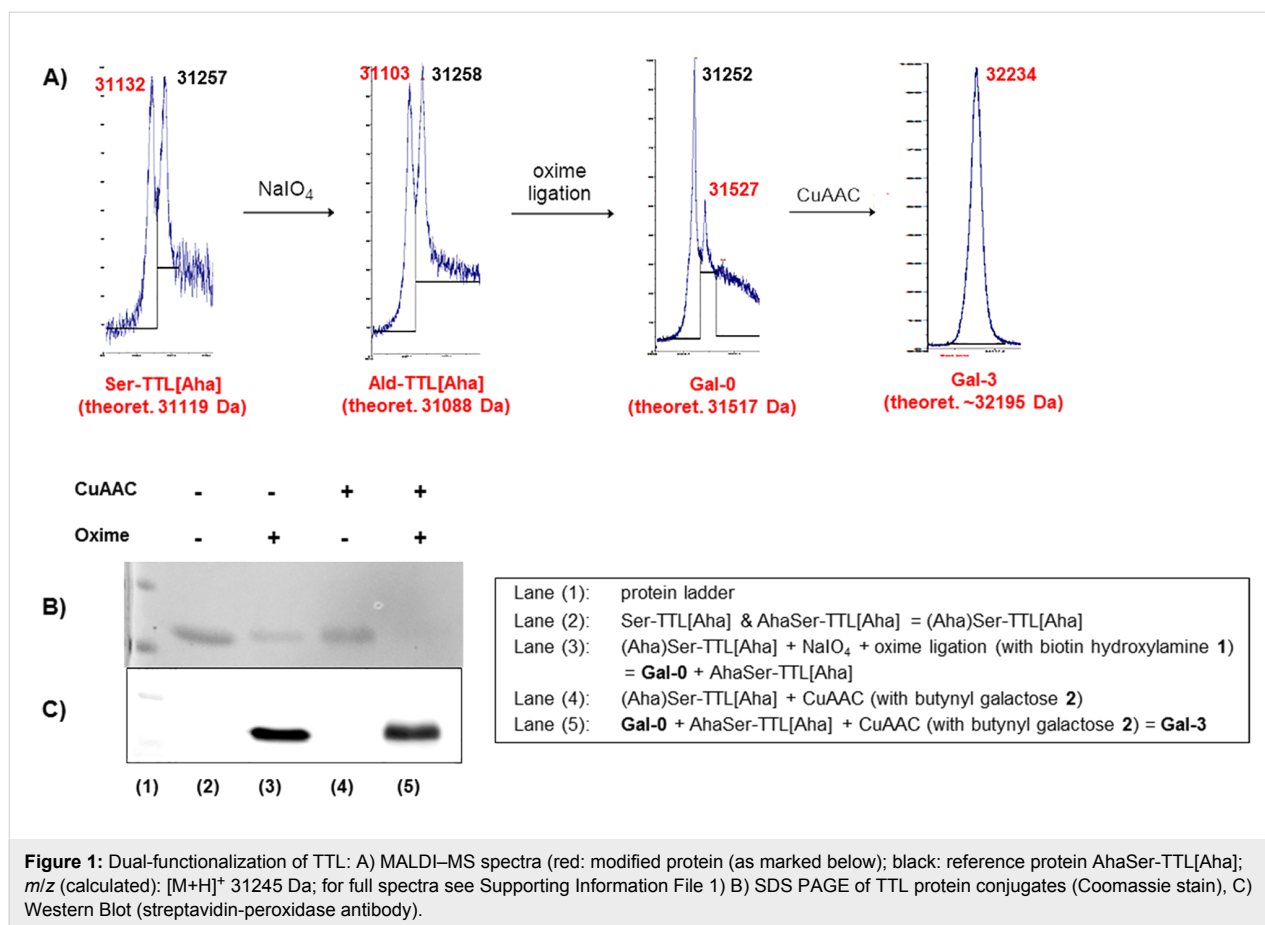 A)
31132
31257
NaIO4
31103
31258
oxime
ligation
31252
31527
CuAAC
32234
Ser-TTL[Aha]
(theoret. 31119 Da)
Ald-TTL[Aha]
(theoret. 31088 Da)
Gal-0
(theoret. 31517 Da)
Gal-3
(theoret. ~32195 Da)
CuAAC - - + +
Oxime - + - +
B)
C)
(1) (2) (3) (4) (5)
Lane (1): protein ladder
Lane (2): Ser-TTL[Aha] & AhaSer-TTL[Aha] = (Aha)Ser-TTL[Aha]
Lane (3): (Aha)Ser-TTL[Aha] + NaIO4 + oxime ligation (with biotin hydroxylamine 1)
= Gal-0 + AhaSer-TTL[Aha]
Lane (4): (Aha)Ser-TTL[Aha] + CuAAC (with butynyl galactose 2)
Lane (5): Gal-0 + AhaSer-TTL[Aha] + CuAAC (with butynyl galactose 2) = Gal-3
Figure 1: Dual-functionalization of TTL: A) MALDI–MS spectra (red: modified protein (as marked below); black: reference protein AhaSer-TTL[Aha];
m/z (calculated): [M+H]+ 31245 Da; for full spectra see Supporting Information File 1) B) SDS PAGE of TTL protein conjugates (Coomassie stain), C)
Western Blot (streptavidin-peroxidase antibody).